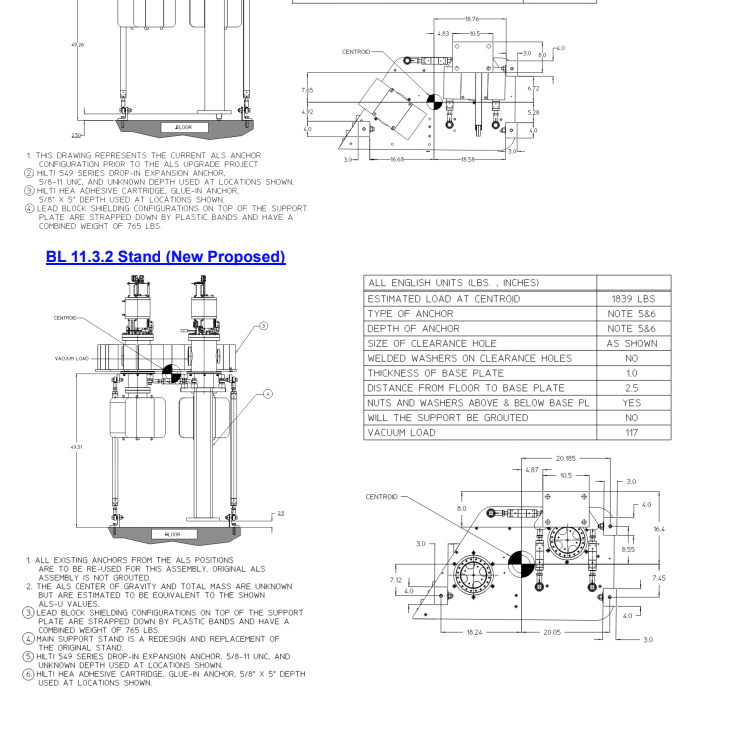 18.76
4.83
10.5
CENTROID
3.0
8.0
4.0
49.26
7.65
6.72
4.92
5.28
4.0
4.0
FLOOR
2.50
3.0
16.68
18.58
3.0
1. THIS DRAWING REPRESENTS THE CURRENT ALS ANCHOR
CONFIGURATION PRIOR TO THE ALS UPGRADE PROJECT
2 HILTI 549 SERIES DROP-IN EXPANSION ANCHOR,
5/8-11 UNC, AND UNKNOWN DEPTH USED AT LOCATIONS SHOWN.
3 HILTI HEA ADHESIVE CARTRIDGE, GLUE-IN ANCHOR,
5/8" X 5" DEPTH USED AT LOCATIONS SHOWN.
4 LEAD BLOCK SHIELDING CONFIGURATIONS ON TOP OF THE SUPPORT
PLATE ARE STRAPPED DOWN BY PLASTIC BANDS AND HAVE A
COMBINED WEIGHT OF 765 LBS.
BL 11.3.2 Stand (New Proposed)
CENTROID
3
VACUUM LOAD
4
49.31
2.5
FLOOR
ALL ENGLISH UNITS (LBS. , INCHES)
ESTIMATED LOAD AT CENTROID 1839 LBS
TYPE OF ANCHOR NOTE 5&6
DEPTH OF ANCHOR NOTE 5&6
SIZE OF CLEARANCE HOLE AS SHOWN
WELDED WASHERS ON CLEARANCE HOLES NO
THICKNESS OF BASE PLATE 1.0
DISTANCE FROM FLOOR TO BASE PLATE 2.5
NUTS AND WASHERS ABOVE & BELOW BASE PL YES
WILL THE SUPPORT BE GROUTED NO
VACUUM LOAD 117
20.185
4.87
10.5
3.0
CENTROID
8.0
4.0
16.4
3.0
8.55
7.12
7.45
4.0
4.0
18.24
20.05
3.0
1. ALL EXISTING ANCHORS FROM THE ALS POSITIONS
ARE TO BE RE-USED FOR THIS ASSEMBLY. ORIGINAL ALS
ASSEMBLY IS NOT GROUTED.
2. THE ALS CENTER OF GRAVITY AND TOTAL MASS ARE UNKNOWN
BUT ARE ESTIMATED TO BE EQUIVALENT TO THE SHOWN
ALS-U VALUES.
3. LEAD BLOCK SHIELDING CONFIGURATIONS ON TOP OF THE SUPPORT
PLATE ARE STRAPPED DOWN BY PLASTIC BANDS AND HAVE A
COMBINED WEIGHT OF 765 LBS.
4. MAIN SUPPORT STAND IS A REDESIGN AND REPLACEMENT OF
THE ORIGINAL STAND.
5. HILTI 549 SERIES DROP-IN EXPANSION ANCHOR, 5/8-11 UNC, AND
UNKNOWN DEPTH USED AT LOCATIONS SHOWN.
6. HILTI HEA ADHESIVE CARTRIDGE, GLUE-IN ANCHOR, 5/8" X 5" DEPTH
USED AT LOCATIONS SHOWN.